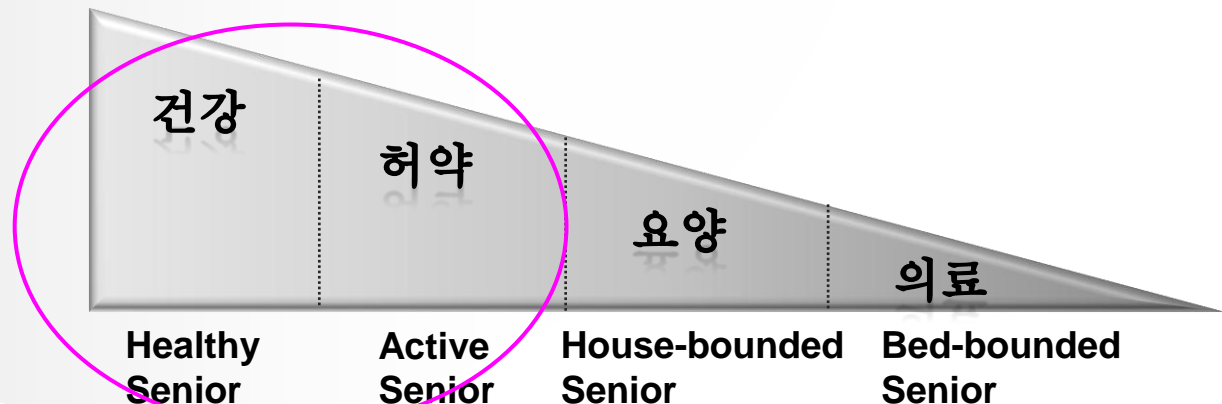 건강
허약
요양
의료
Healthy
Senior
Active
Senior
House-bounded
Senior
Bed-bounded
Senior